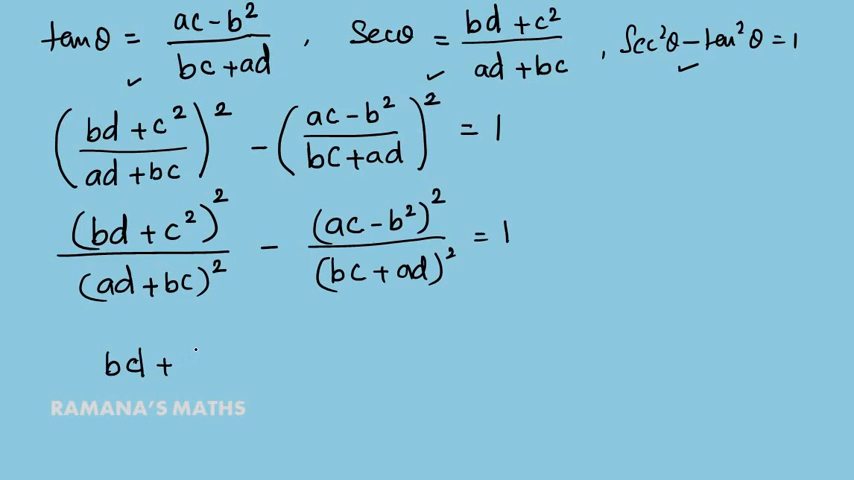 tanθ = (ac - b²)/(bc + ad) , Secθ = (bd + c²)/(ad + bc) , Sec²θ - tan²θ = 1
((bd + c²)/(ad + bc))² - ((ac - b²)/(bc + ad))² = 1
(bd + c²)²/(ad + bc)² - (ac - b²)²/(bc + ad)² = 1
bd +
RAMANA'S MATHS